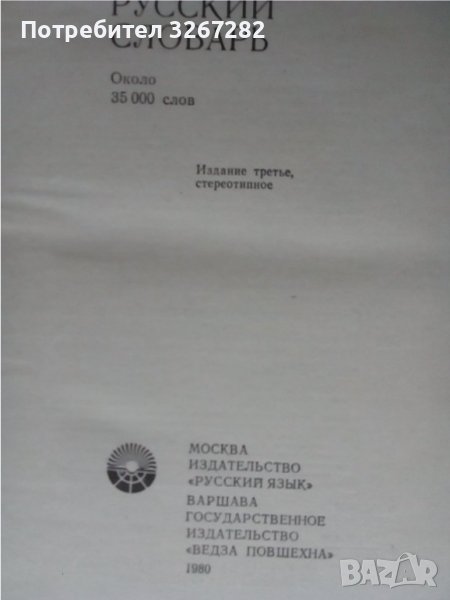 Потребител 3267282
РУССКИЙ
СЛОВАРЬ
Около
35 000 слов
Издание третье,
стереотипное
МОСКВА
ИЗДАТЕЛЬСТВО
«РУССКИЙ ЯЗЫК»
ВАРШАВА
ГОСУДАРСТВЕННОЕ
ИЗДАТЕЛЬСТВО
«ВЕДЗА ПОВШЕХНА»
1980
BAZAR